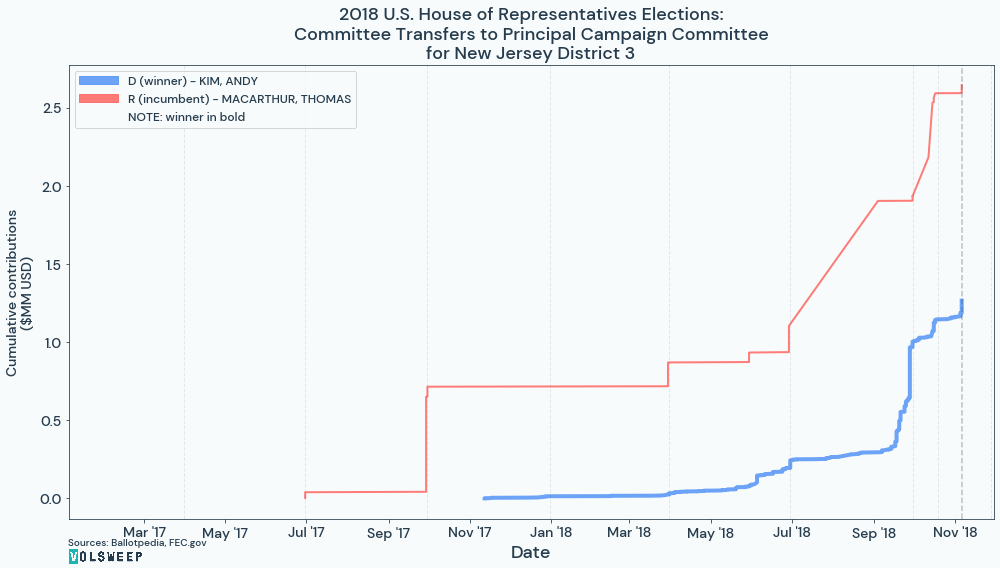 2018 U.S. House of Representatives Elections:
Committee Transfers to Principal Campaign Committee
for New Jersey District 3
D (winner) - KIM, ANDY
R (incumbent) - MACARTHUR, THOMAS
NOTE: winner in bold
Cumulative contributions
($MM USD)
2.5
2.0
1.5
1.0
0.5
0.0
Mar '17
May '17
Jul '17
Sep '17
Nov '17
Jan '18
Mar '18
May '18
Jul '18
Sep '18
Nov '18
Date
Sources: Ballotpedia, FEC.gov
VOLSWEEP